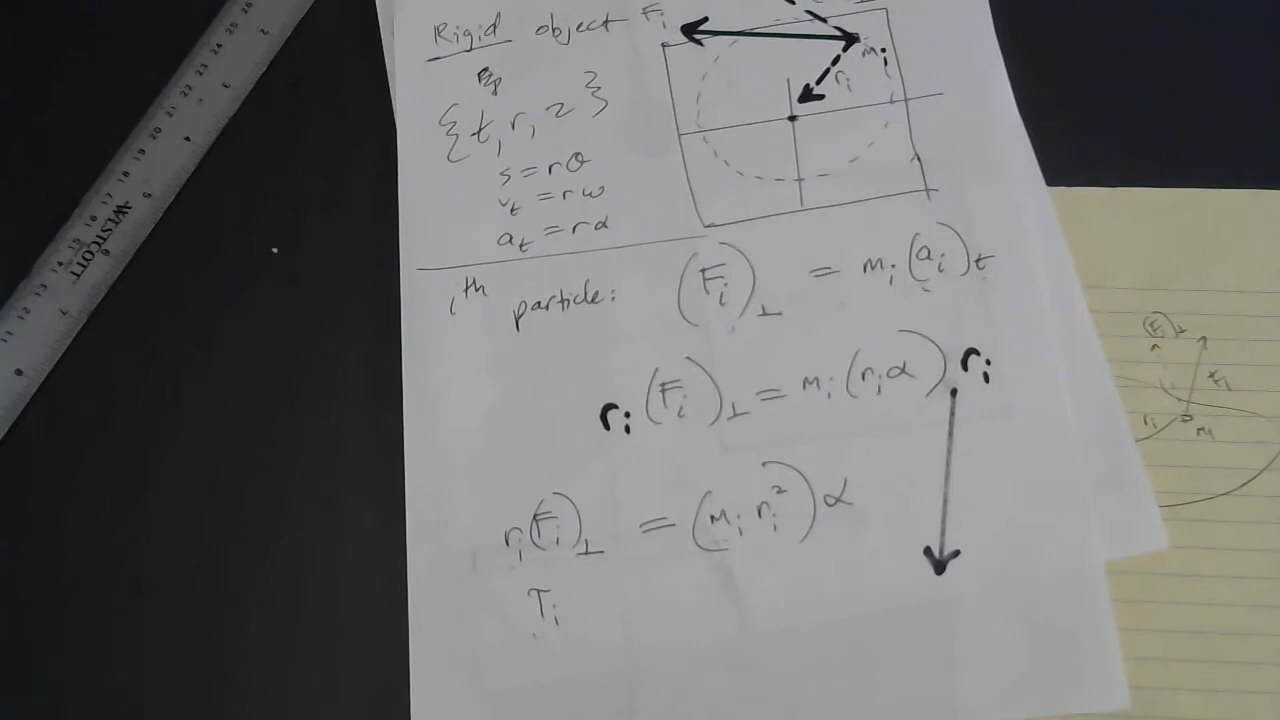 Rigid object F_i
m_i
r_i
{t, r, z}
s = rθ
v_t = rω
a_t = rα
i^th particle: (F_i)_⊥ = m_i (a_i)_t
r_i (F_i)_⊥ = m_i (r_i α) r_i
r_i (F_i)_⊥ = (m_i r_i^2) α
τ_i
WESTCOTT